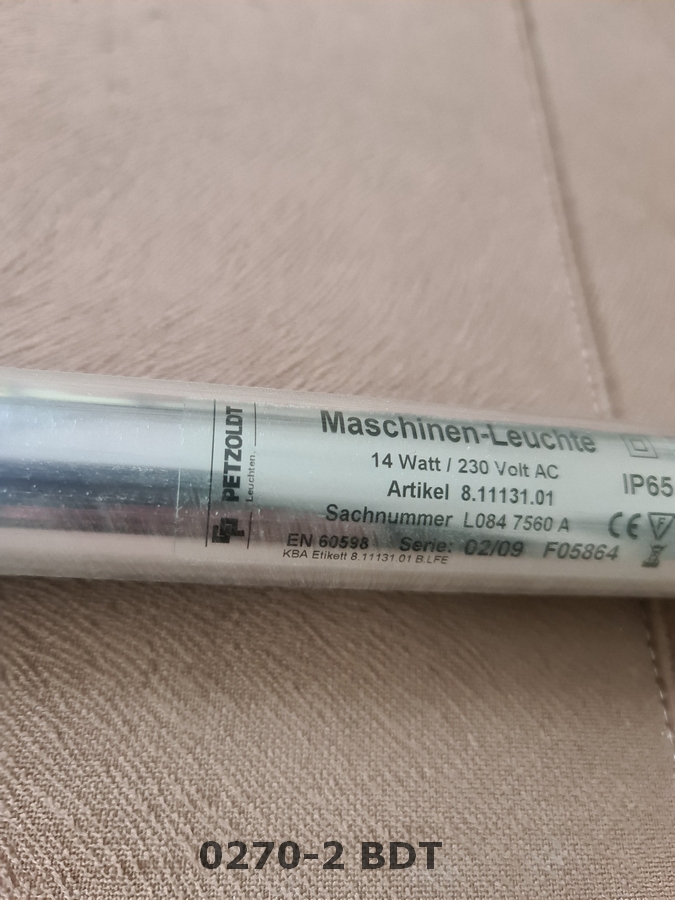 PETZOLDT
Leuchten
Maschinen-Leuchte
14 Watt / 230 Volt AC
Artikel 8.11131.01
IP65
Sachnummer L084 7560 A
CE F
EN 60598 Serie: 02/09 F05864
KBA Etikett 8.11131.01 B.LFE
0270-2 BDT